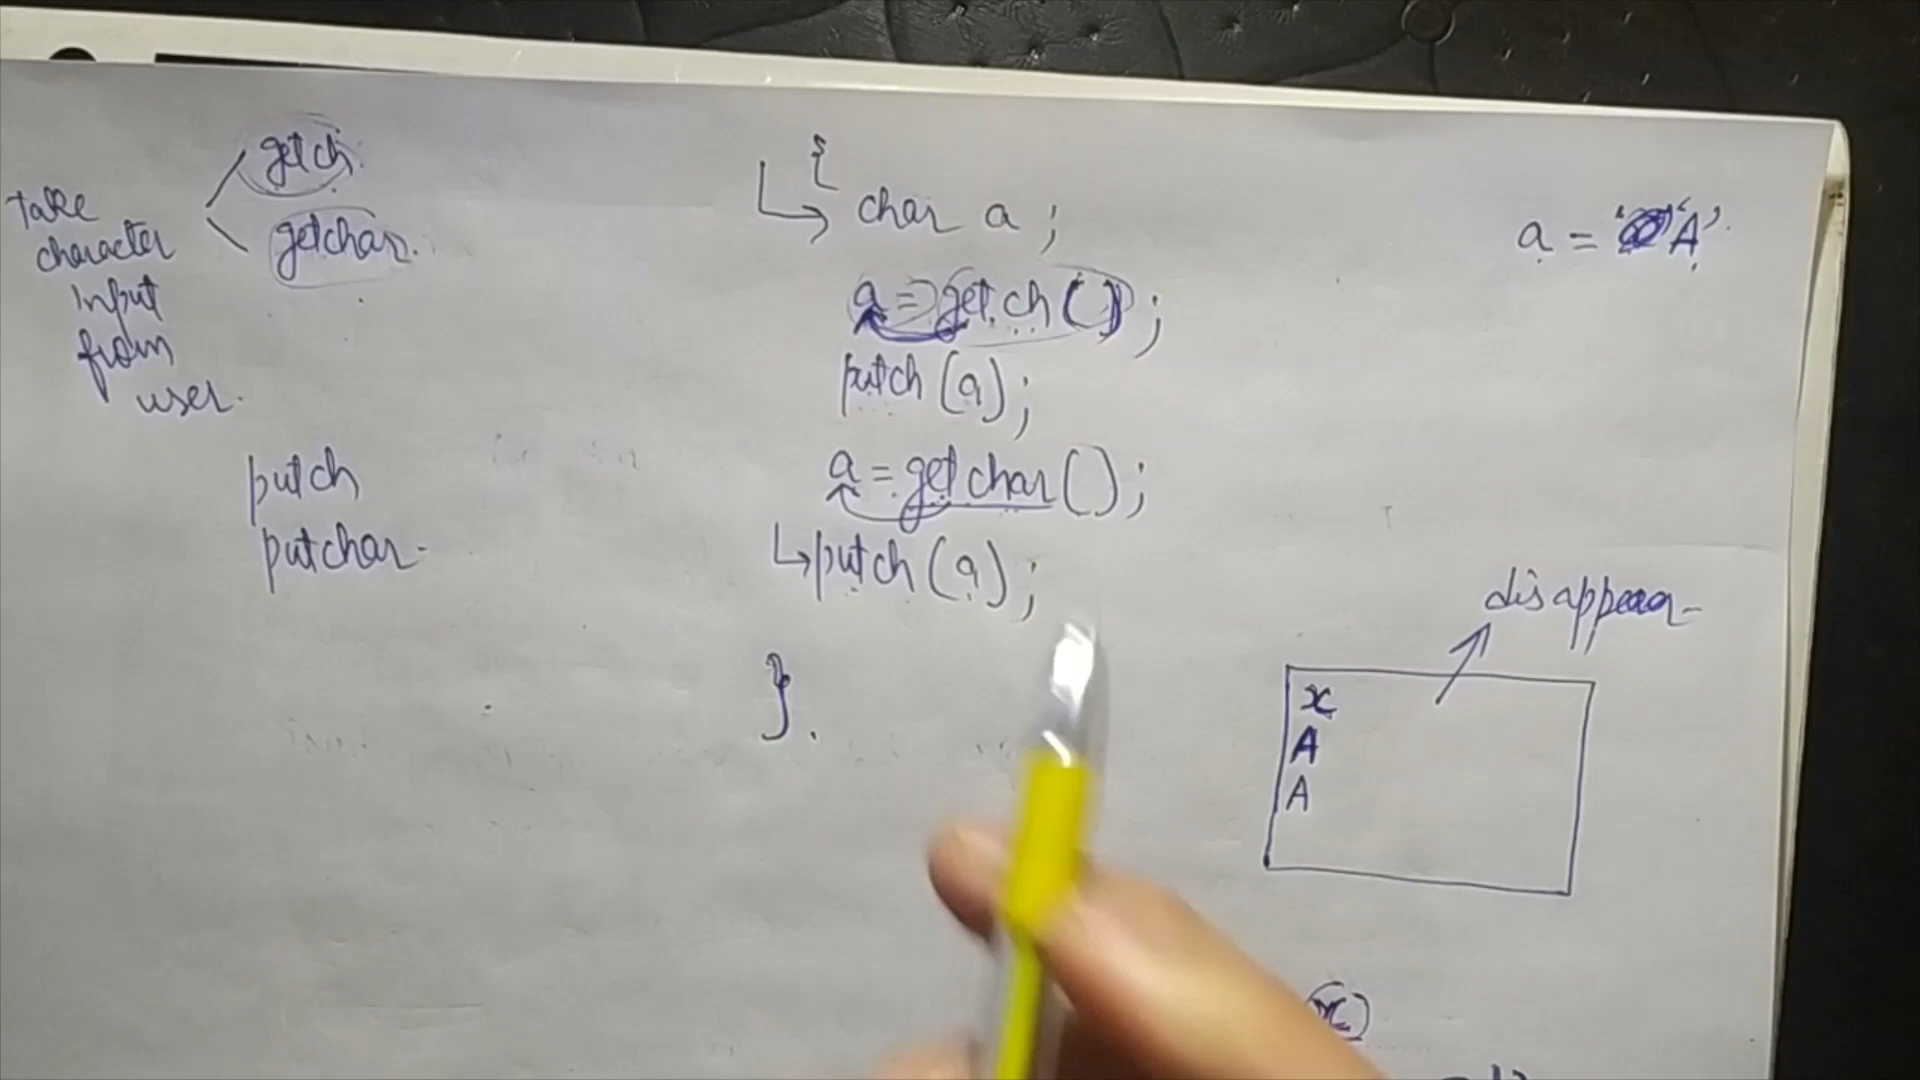 getch
getchar.
take
character
input
from
user.
putch
putchar.
{
char a;
a = getch();
putch(a);
a = getchar();
putch(a);
}.
a = 'A'
disappear
x
A
A
x